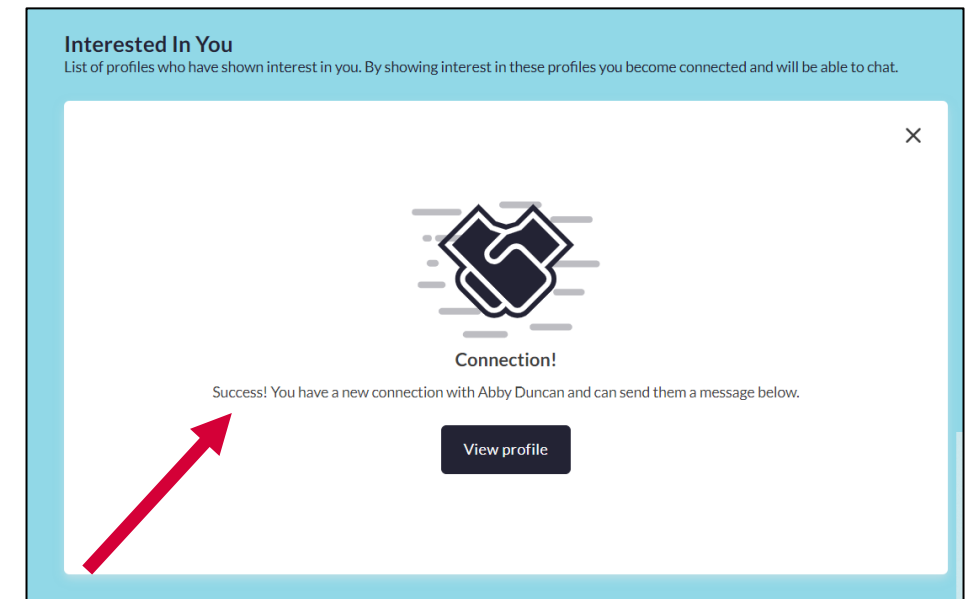 Interested In You
List of profiles who have shown interest in you. By showing interest in these profiles you become connected and will be able to chat.
Connection!
Success! You have a new connection with Abby Duncan and can send them a message below.
View profile